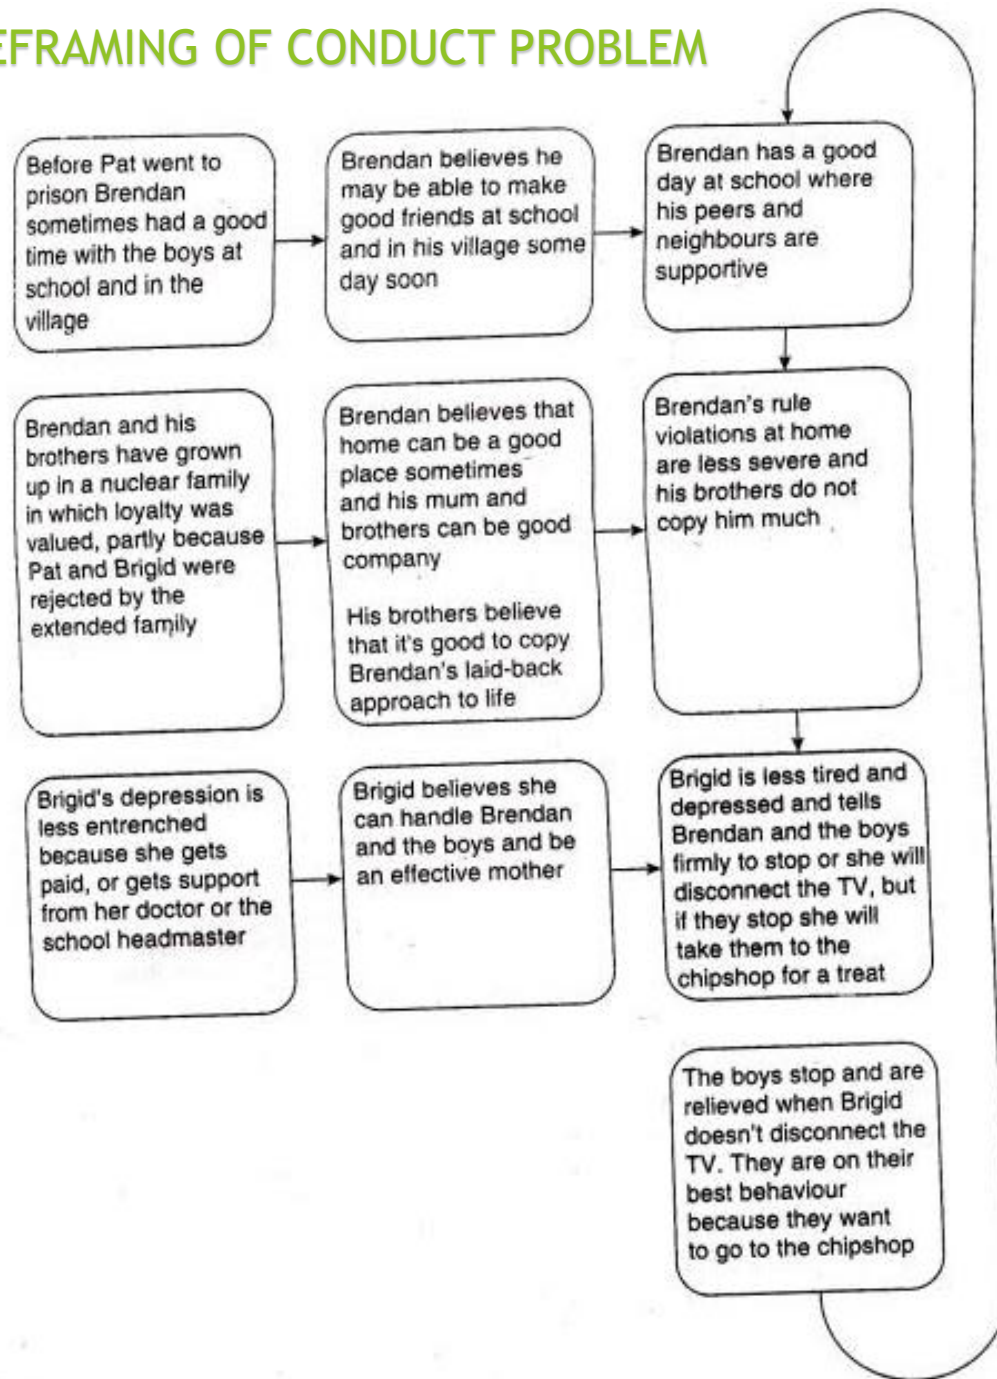 EFRAMING OF CONDUCT PROBLEM
Before Pat went to
prison Brendan
sometimes had a good
time with the boys at
school and in the
village
Brendan believes he
may be able to make
good friends at school
and in his village some
day soon
Brendan has a good
day at school where
his peers and
neighbours are
supportive
Brendan and his
brothers have grown
up in a nuclear family
in which loyalty was
valued, partly because
Pat and Brigid were
rejected by the
extended family
Brendan believes that
home can be a good
place sometimes
and his mum and
brothers can be good
company
His brothers believe
that it's good to copy
Brendan's laid-back
approach to life
Brendan's rule
violations at home
are less severe and
his brothers do not
copy him much
Brigid's depression is
less entrenched
because she gets
paid, or gets support
from her doctor or the
school headmaster
Brigid believes she
can handle Brendan
and the boys and be
an effective mother
Brigid is less tired and
depressed and tells
Brendan and the boys
firmly to stop or she will
disconnect the TV, but
if they stop she will
take them to the
chipshop for a treat
The boys stop and are
relieved when Brigid
doesn't disconnect the
TV. They are on their
best behaviour
because they want
to go to the chipshop